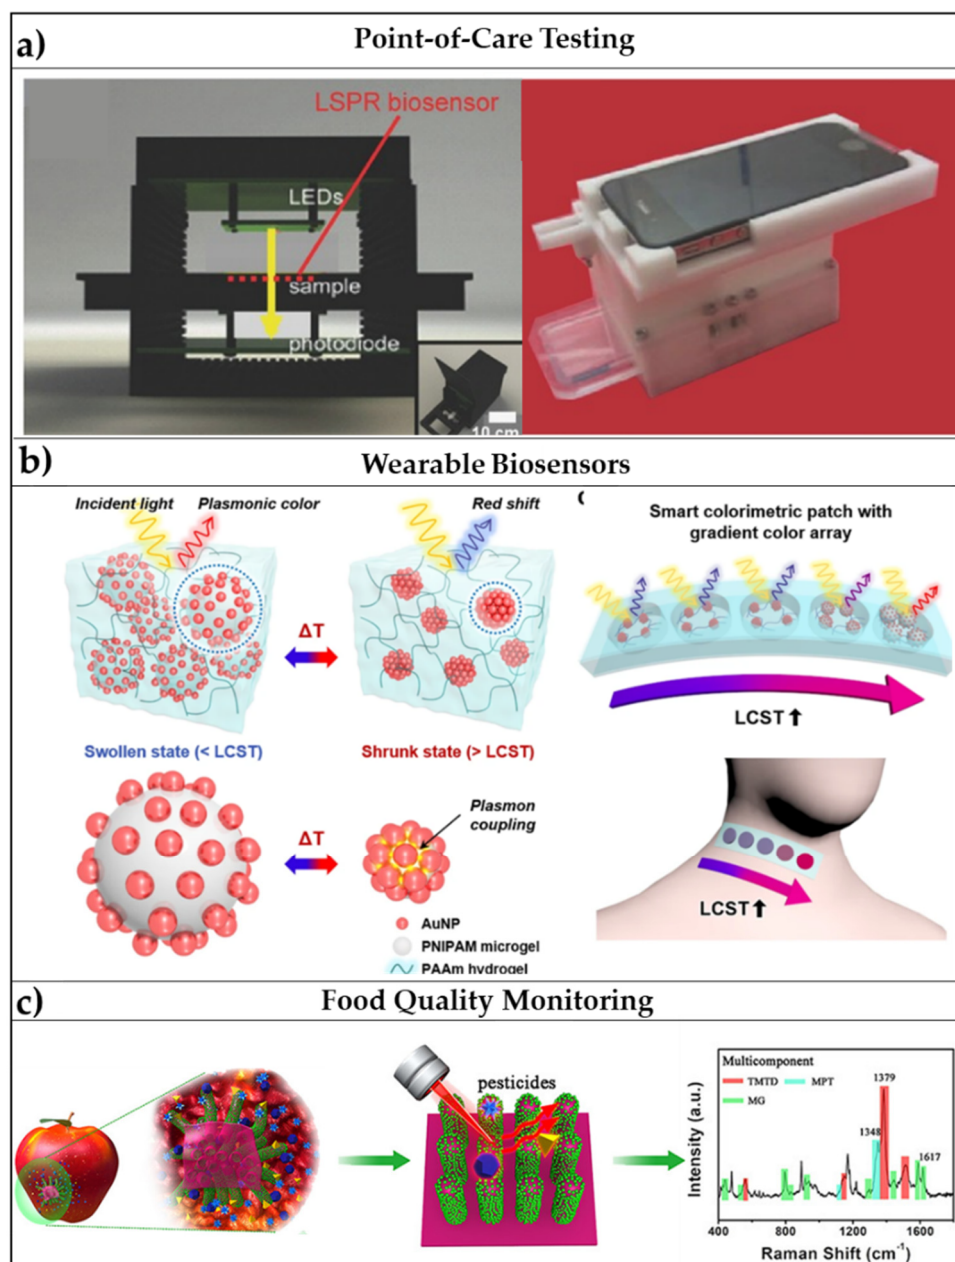 a)
Point-of-Care Testing
LSPR biosensor
LEDs
sample
photodiode
10 cm
b)
Wearable Biosensors
Incident light
Plasmonic color
Red shift
Smart colorimetric patch with
gradient color array
ΔT
LCST ⬆
Swollen state (< LCST)
Shrunk state (> LCST)
ΔT
Plasmon
coupling
LCST ⬆
AuNP
PNIPAM microgel
PAAm hydrogel
c)
Food Quality Monitoring
pesticides
Multicomponent
TMTD
MPT
MG
1379
1348
1617
Intensity (a.u.)
400
800
1200
1600
Raman Shift (cm⁻¹)